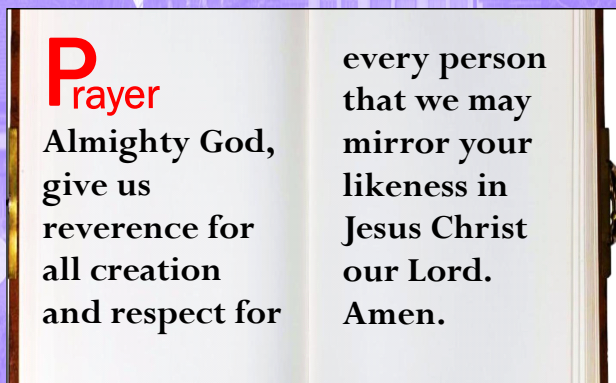 Prayer
Almighty God,
give us
reverence for
all creation
and respect for
every person
that we may
mirror your
likeness in
Jesus Christ
our Lord.
Amen.